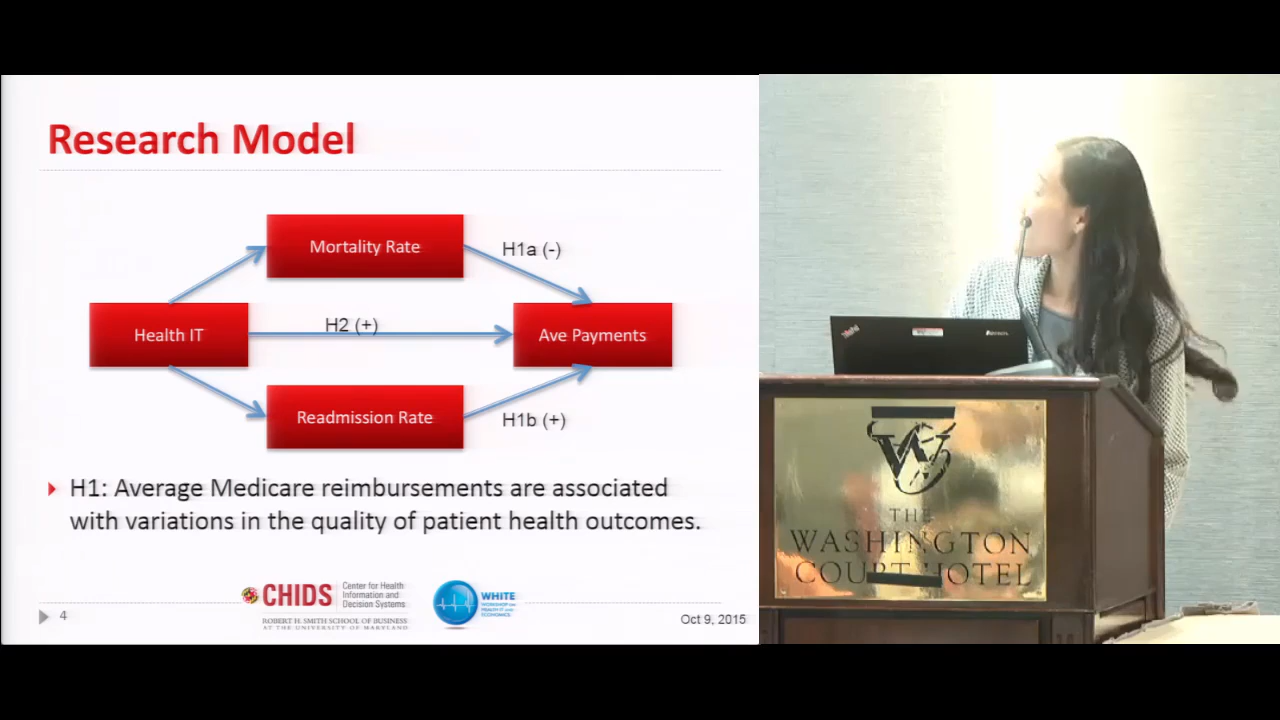 Research Model
Mortality Rate
H1a (-)
Health IT
H2 (+)
Ave Payments
Readmission Rate
H1b (+)
H1: Average Medicare reimbursements are associated
with variations in the quality of patient health outcomes.
CHIDS
Center for Health
Information and
Decision Systems
ROBERT H. SMITH SCHOOL OF BUSINESS
AT THE UNIVERSITY OF MARYLAND
WHITE
WORKSHOP ON
HEALTH IT AND
ECONOMICS
4
Oct 9, 2015
ThinkPad
W
THE
WASHINGTON
COURT HOTEL